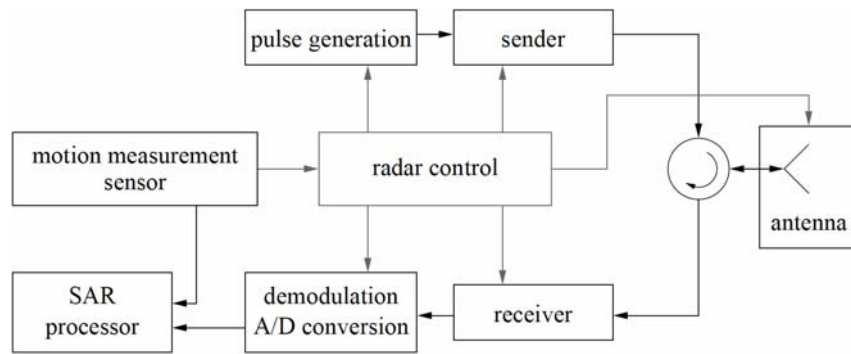 pulse generation
sender
motion measurement
sensor
radar control
antenna
SAR
processor
demodulation
A/D conversion
receiver